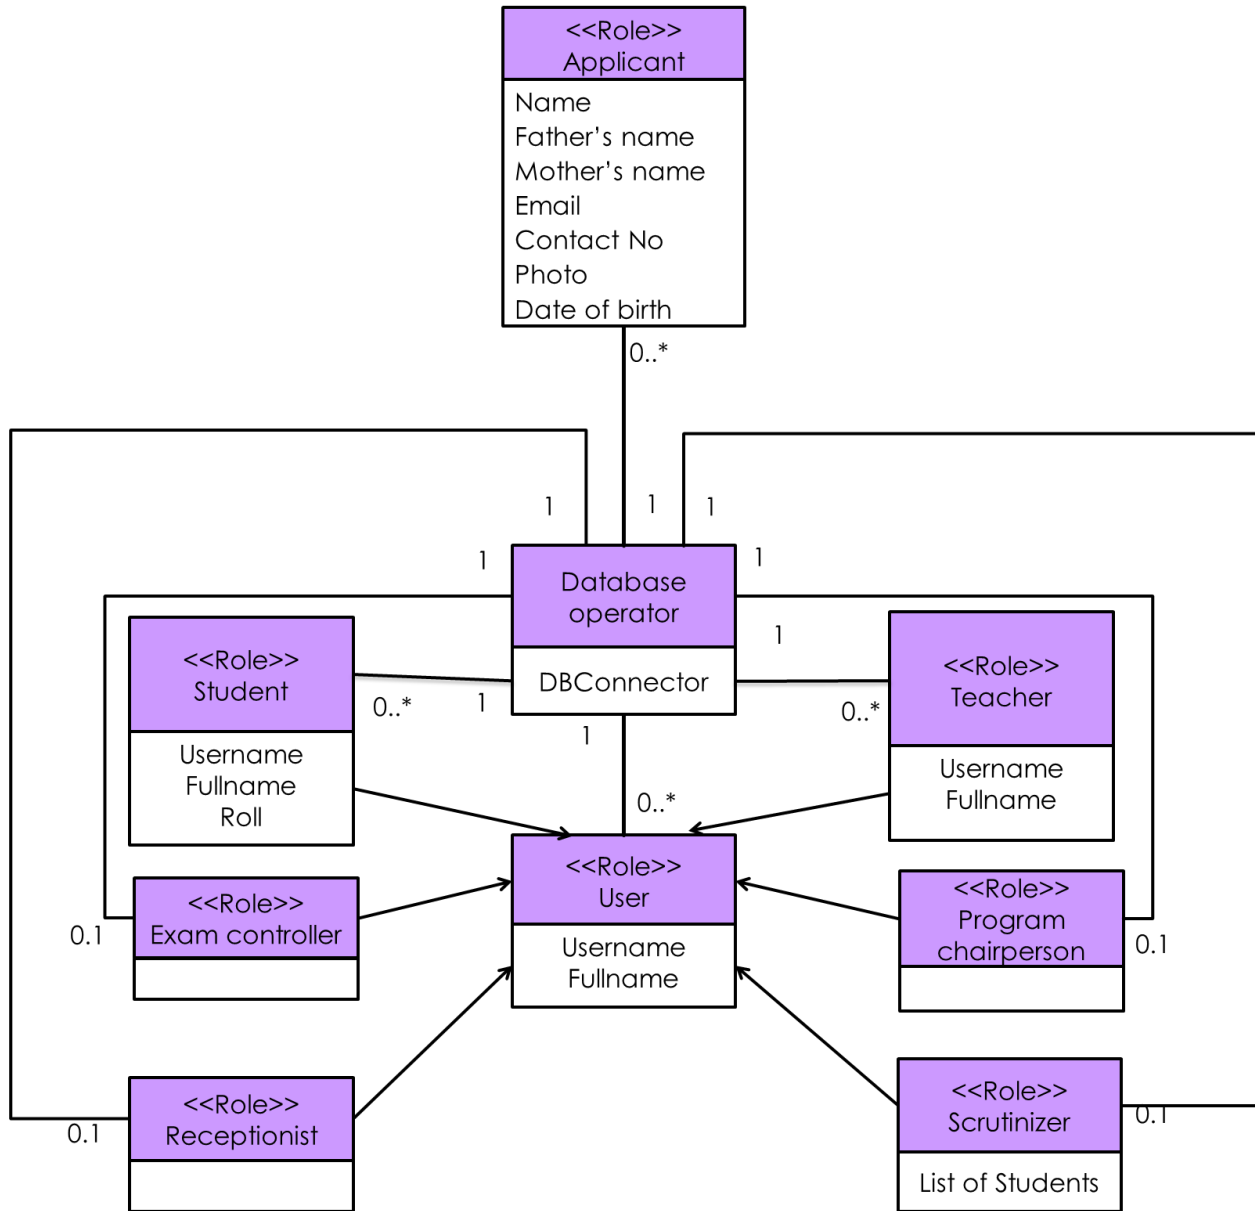 <<Role>>
Applicant
Name
Father’s name
Mother’s name
Email
Contact No
Photo
Date of birth
0..*
1
1
1
1
1
Database
operator
DBConnector
1
<<Role>>
Student
0..*
1
Username
Fullname
Roll
<<Role>>
Teacher
0..*
Username
Fullname
1
0..*
<<Role>>
User
Username
Fullname
<<Role>>
Exam controller
0.1
<<Role>>
Program
chairperson
0.1
<<Role>>
Receptionist
0.1
<<Role>>
Scrutinizer
0.1
List of Students